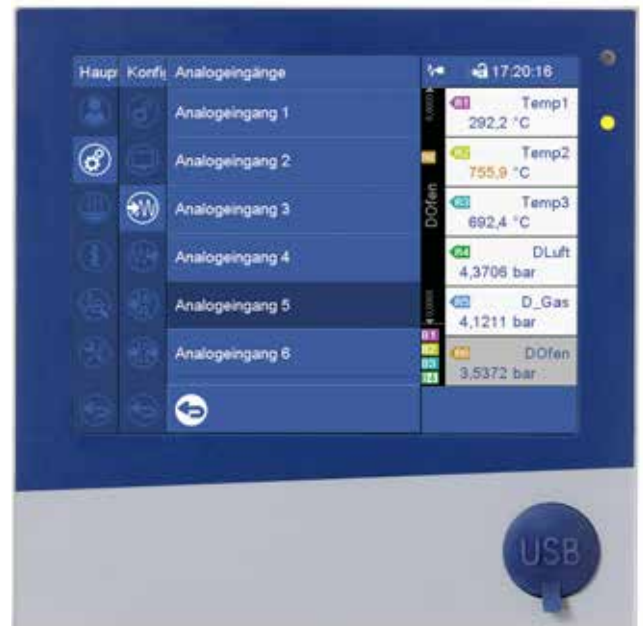 Haup Konfi Analogeingänge
17:20:16
Analogeingang 1
Analogeingang 2
Analogeingang 3
Analogeingang 4
Analogeingang 5
Analogeingang 6
DOfen
Temp1
292,2 °C
Temp2
755,9 °C
Temp3
692,4 °C
DLuft
4,3706 bar
D_Gas
4,1211 bar
DOfen
3,5372 bar
USB